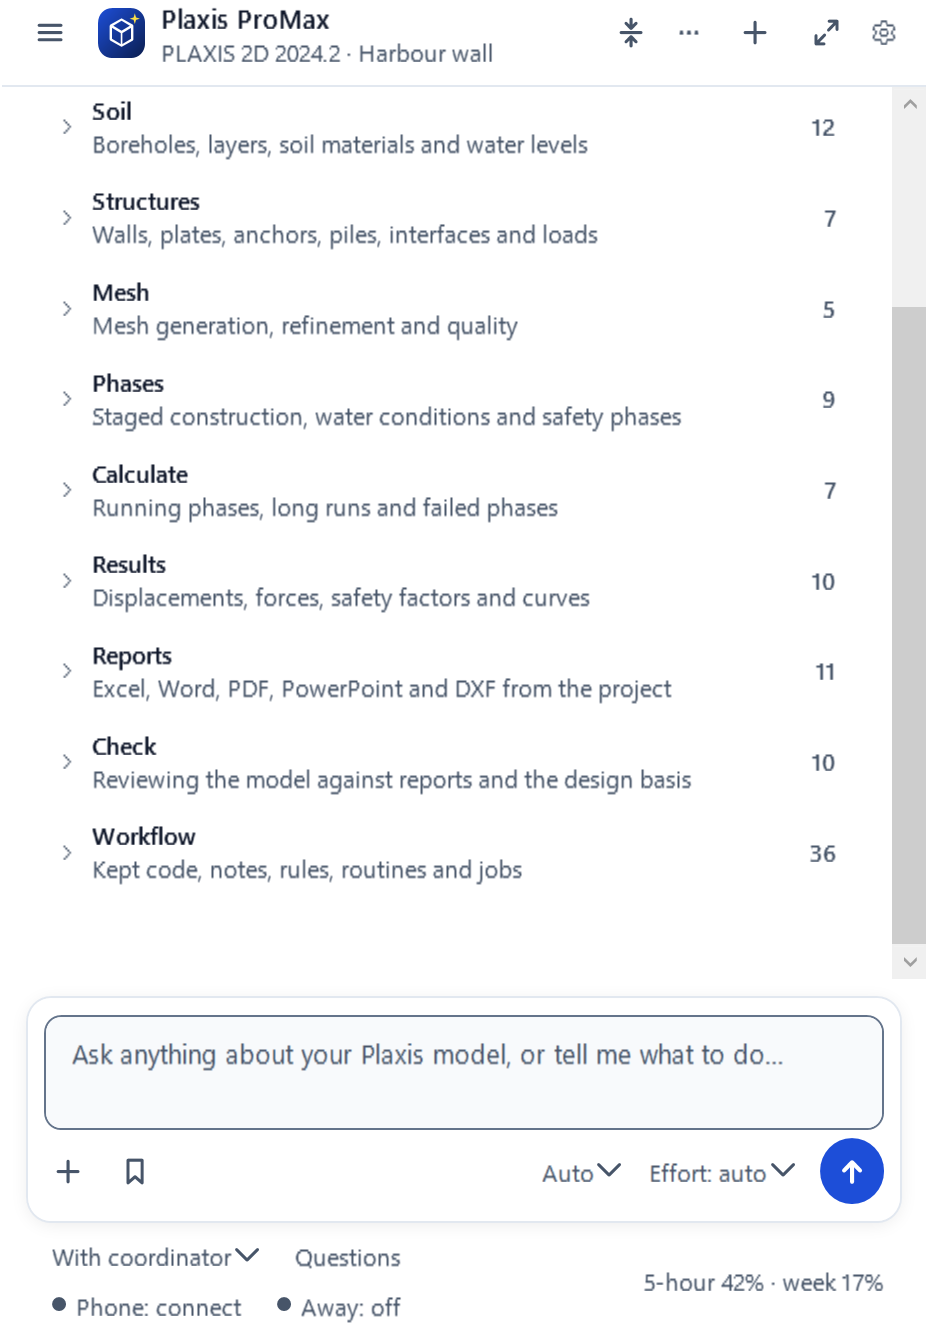 Plaxis ProMax
PLAXIS 2D 2024.2 · Harbour wall
Soil
Boreholes, layers, soil materials and water levels
12
Structures
Walls, plates, anchors, piles, interfaces and loads
7
Mesh
Mesh generation, refinement and quality
5
Phases
Staged construction, water conditions and safety phases
9
Calculate
Running phases, long runs and failed phases
7
Results
Displacements, forces, safety factors and curves
10
Reports
Excel, Word, PDF, PowerPoint and DXF from the project
11
Check
Reviewing the model against reports and the design basis
10
Workflow
Kept code, notes, rules, routines and jobs
36
Ask anything about your Plaxis model, or tell me what to do...
Auto
Effort: auto
With coordinator
Questions
5-hour 42% · week 17%
Phone: connect
Away: off